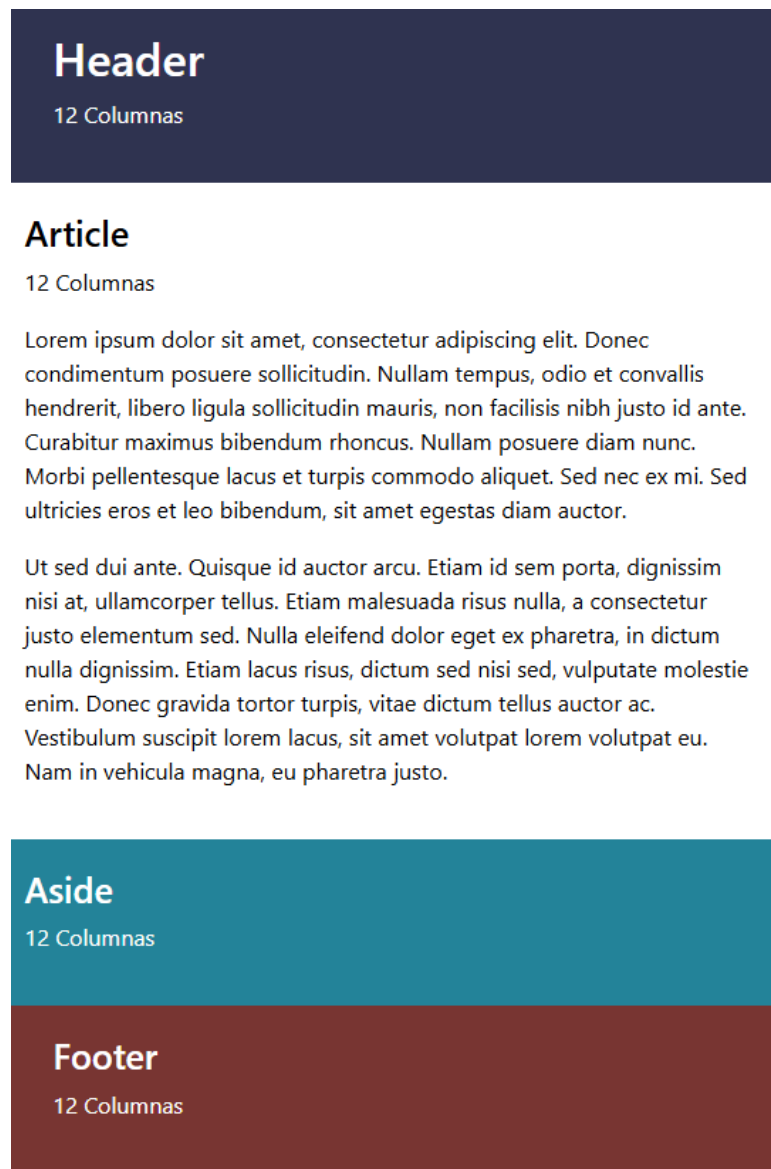 Header
12 Columnas
Article
12 Columnas
Lorem ipsum dolor sit amet, consectetur adipiscing elit. Donec
condimentum posuere sollicitudin. Nullam tempus, odio et convallis
hendrerit, libero ligula sollicitudin mauris, non facilisis nibh justo id ante.
Curabitur maximus bibendum rhoncus. Nullam posuere diam nunc.
Morbi pellentesque lacus et turpis commodo aliquet. Sed nec ex mi. Sed
ultricies eros et leo bibendum, sit amet egestas diam auctor.
Ut sed dui ante. Quisque id auctor arcu. Etiam id sem porta, dignissim
nisi at, ullamcorper tellus. Etiam malesuada risus nulla, a consectetur
justo elementum sed. Nulla eleifend dolor eget ex pharetra, in dictum
nulla dignissim. Etiam lacus risus, dictum sed nisi sed, vulputate molestie
enim. Donec gravida tortor turpis, vitae dictum tellus auctor ac.
Vestibulum suscipit lorem lacus, sit amet volutpat lorem volutpat eu.
Nam in vehicula magna, eu pharetra justo.
Aside
12 Columnas
Footer
12 Columnas